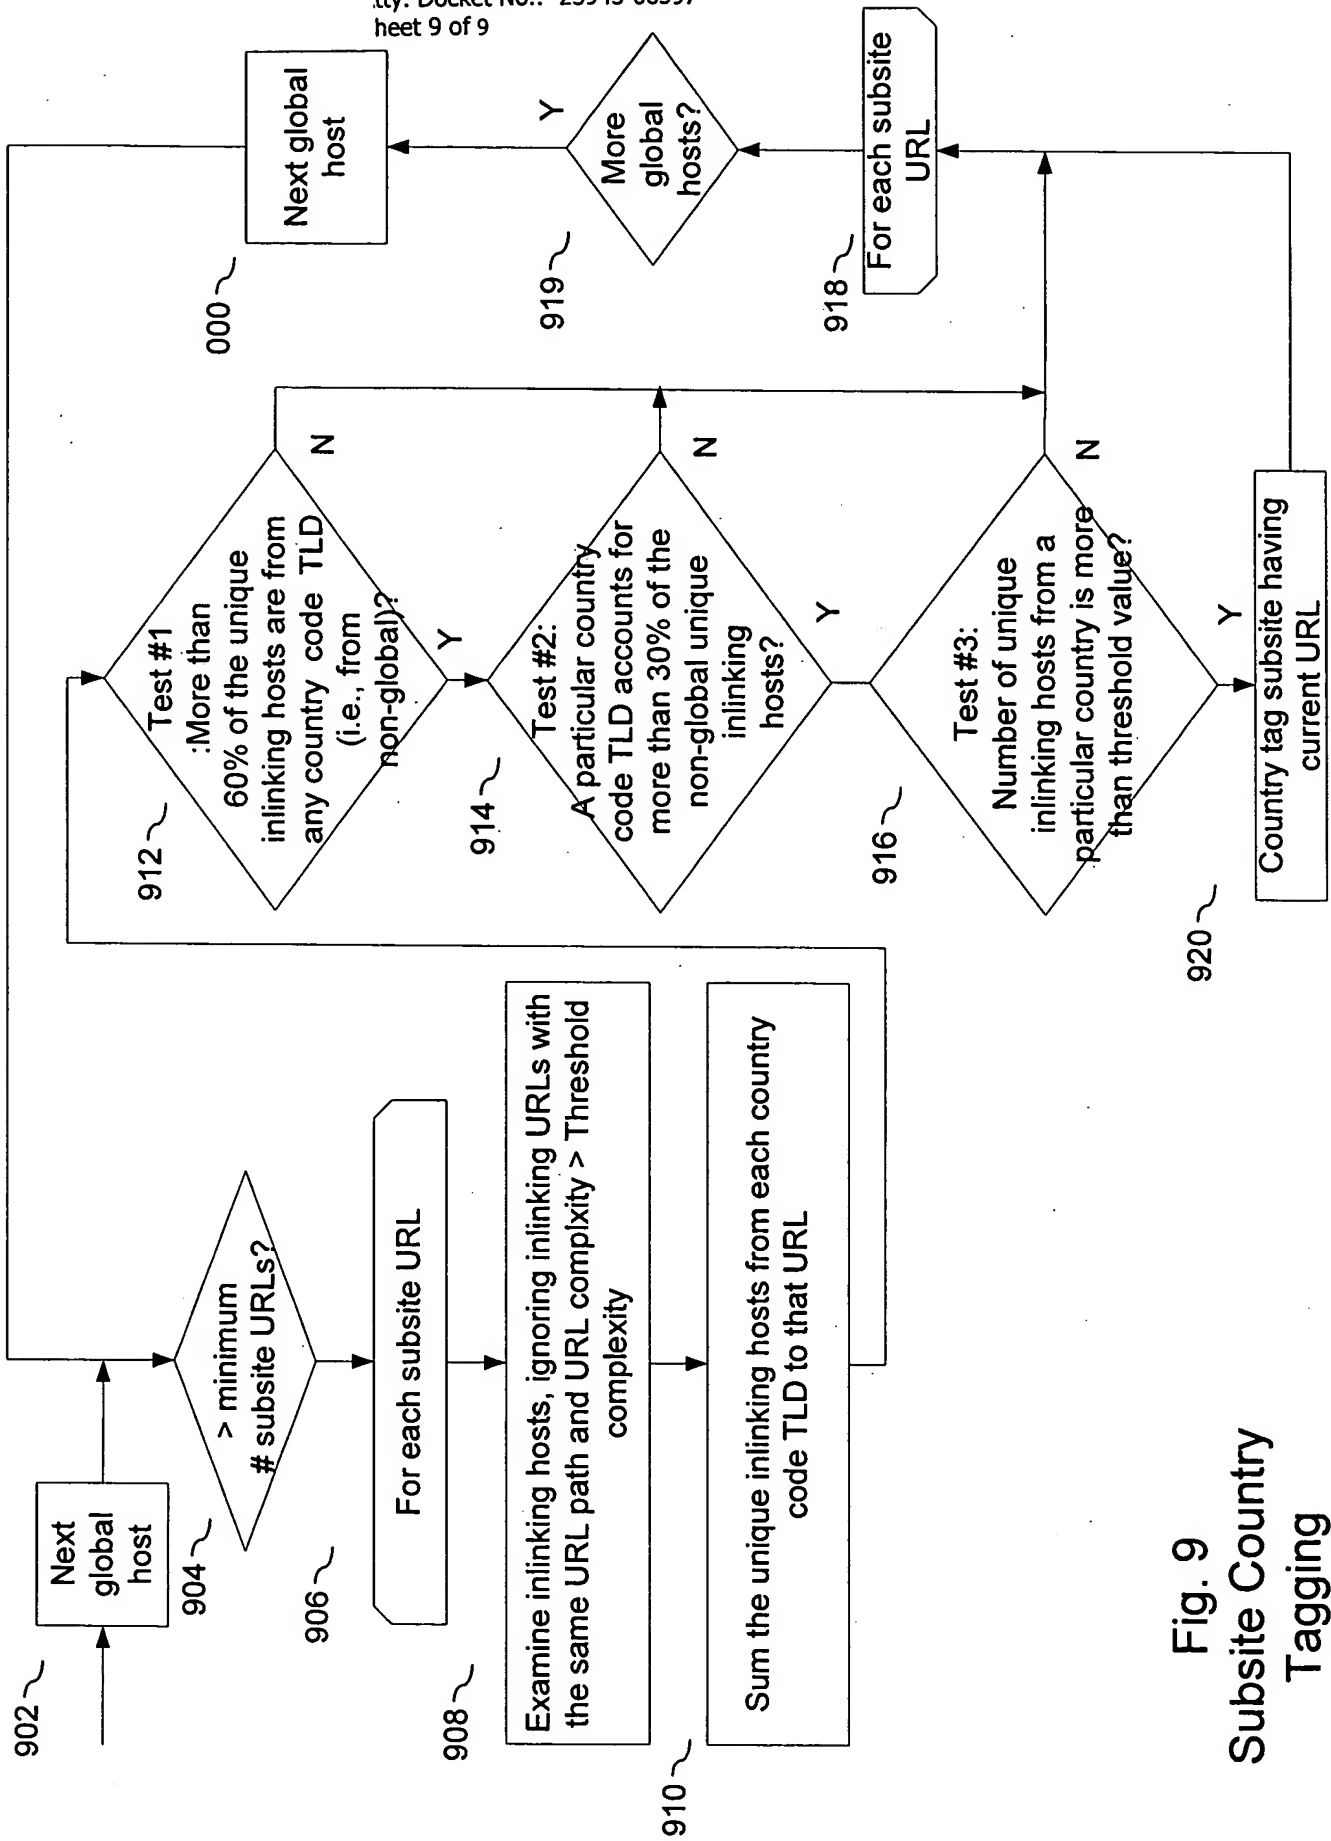 tty. Docket No.: 23943-06397
heet 9 of 9
902
Next
global
host
904
> minimum
# subsite URLs?
906
For each subsite URL
908
Examine inlinking hosts, ignoring inlinking URLs with
the same URL path and URL complxity > Threshold
complexity
910
Sum the unique inlinking hosts from each country
code TLD to that URL
912
Test #1
:More than
60% of the unique
inlinking hosts are from
any country code TLD
(i.e., from
non-global)?
Y
N
914
Test #2:
A particular country
code TLD accounts for
more than 30% of the
non-global unique
inlinking
hosts?
Y
N
916
Test #3:
Number of unique
inlinking hosts from a
particular country is more
than threshold value?
Y
N
920
Country tag subsite having
current URL
918
For each subsite
URL
919
More
global
hosts?
Y
000
Next global
host
Fig. 9
Subsite Country
Tagging